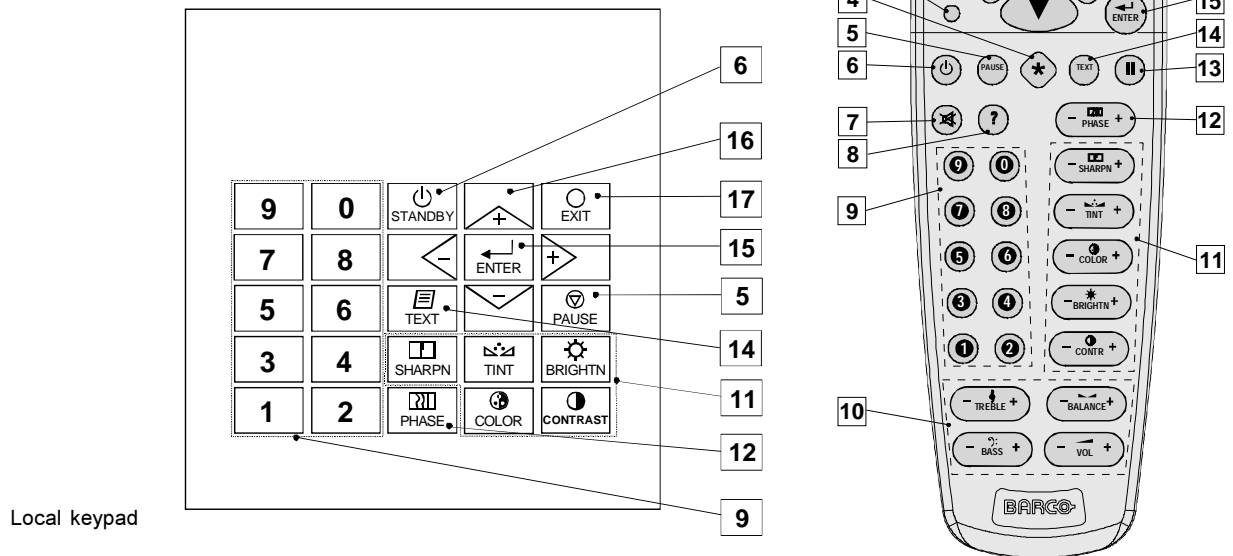 6
16
17
15
5
14
11
12
9
9 0 STANDBY + EXIT
7 8 - ENTER +
5 6 TEXT - PAUSE
3 4 SHARPN TINT BRIGHTN
1 2 PHASE COLOR CONTRAST
Local keypad
4
5
6
7
8
9
10
15
14
13
12
11
ENTER
PAUSE * TEXT
? - PHASE +
9 0 - SHARPN +
7 8 - TINT +
5 6 - COLOR +
3 4 - BRIGHTN +
1 2 - CONTR +
- TREBLE + - BALANCE +
- BASS + - VOL +
BARCO